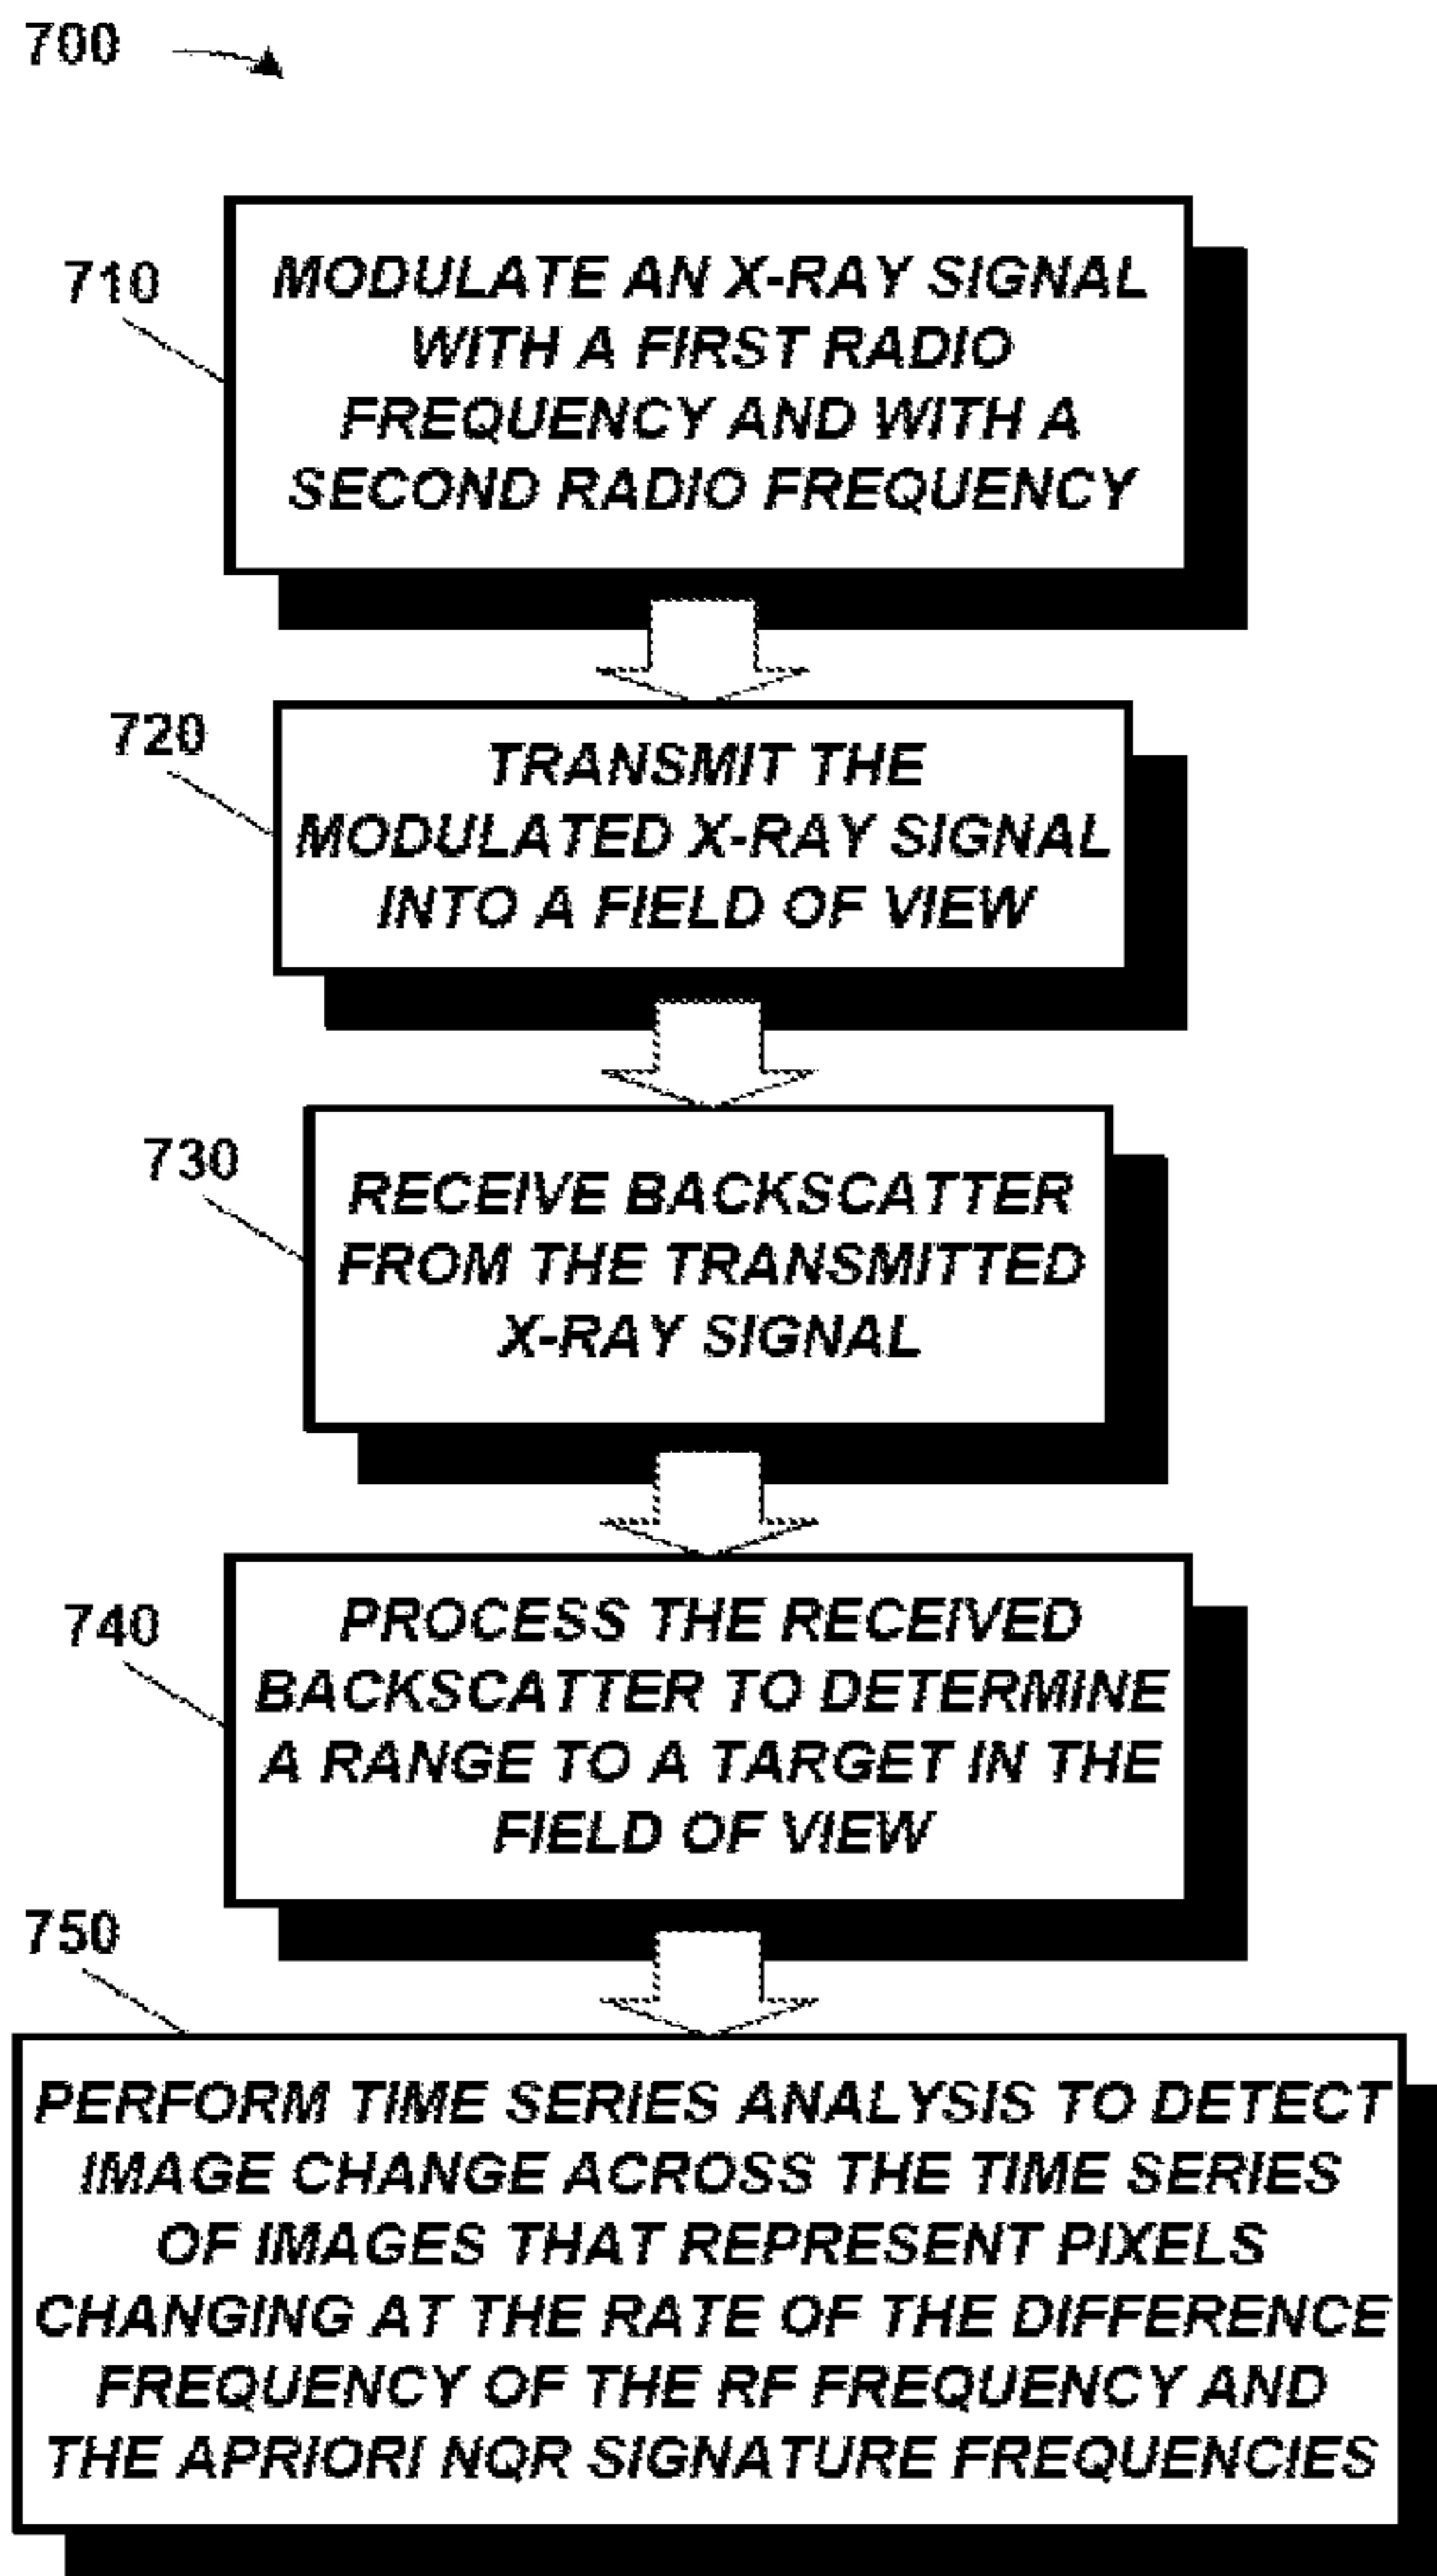 700
710
MODULATE AN X-RAY SIGNAL
WITH A FIRST RADIO
FREQUENCY AND WITH A
SECOND RADIO FREQUENCY
720
TRANSMIT THE
MODULATED X-RAY SIGNAL
INTO A FIELD OF VIEW
730
RECEIVE BACKSCATTER
FROM THE TRANSMITTED
X-RAY SIGNAL
740
PROCESS THE RECEIVED
BACKSCATTER TO DETERMINE
A RANGE TO A TARGET IN THE
FIELD OF VIEW
750
PERFORM TIME SERIES ANALYSIS TO DETECT
IMAGE CHANGE ACROSS THE TIME SERIES
OF IMAGES THAT REPRESENT PIXELS
CHANGING AT THE RATE OF THE DIFFERENCE
FREQUENCY OF THE RF FREQUENCY AND
THE APRIORI NQR SIGNATURE FREQUENCIES